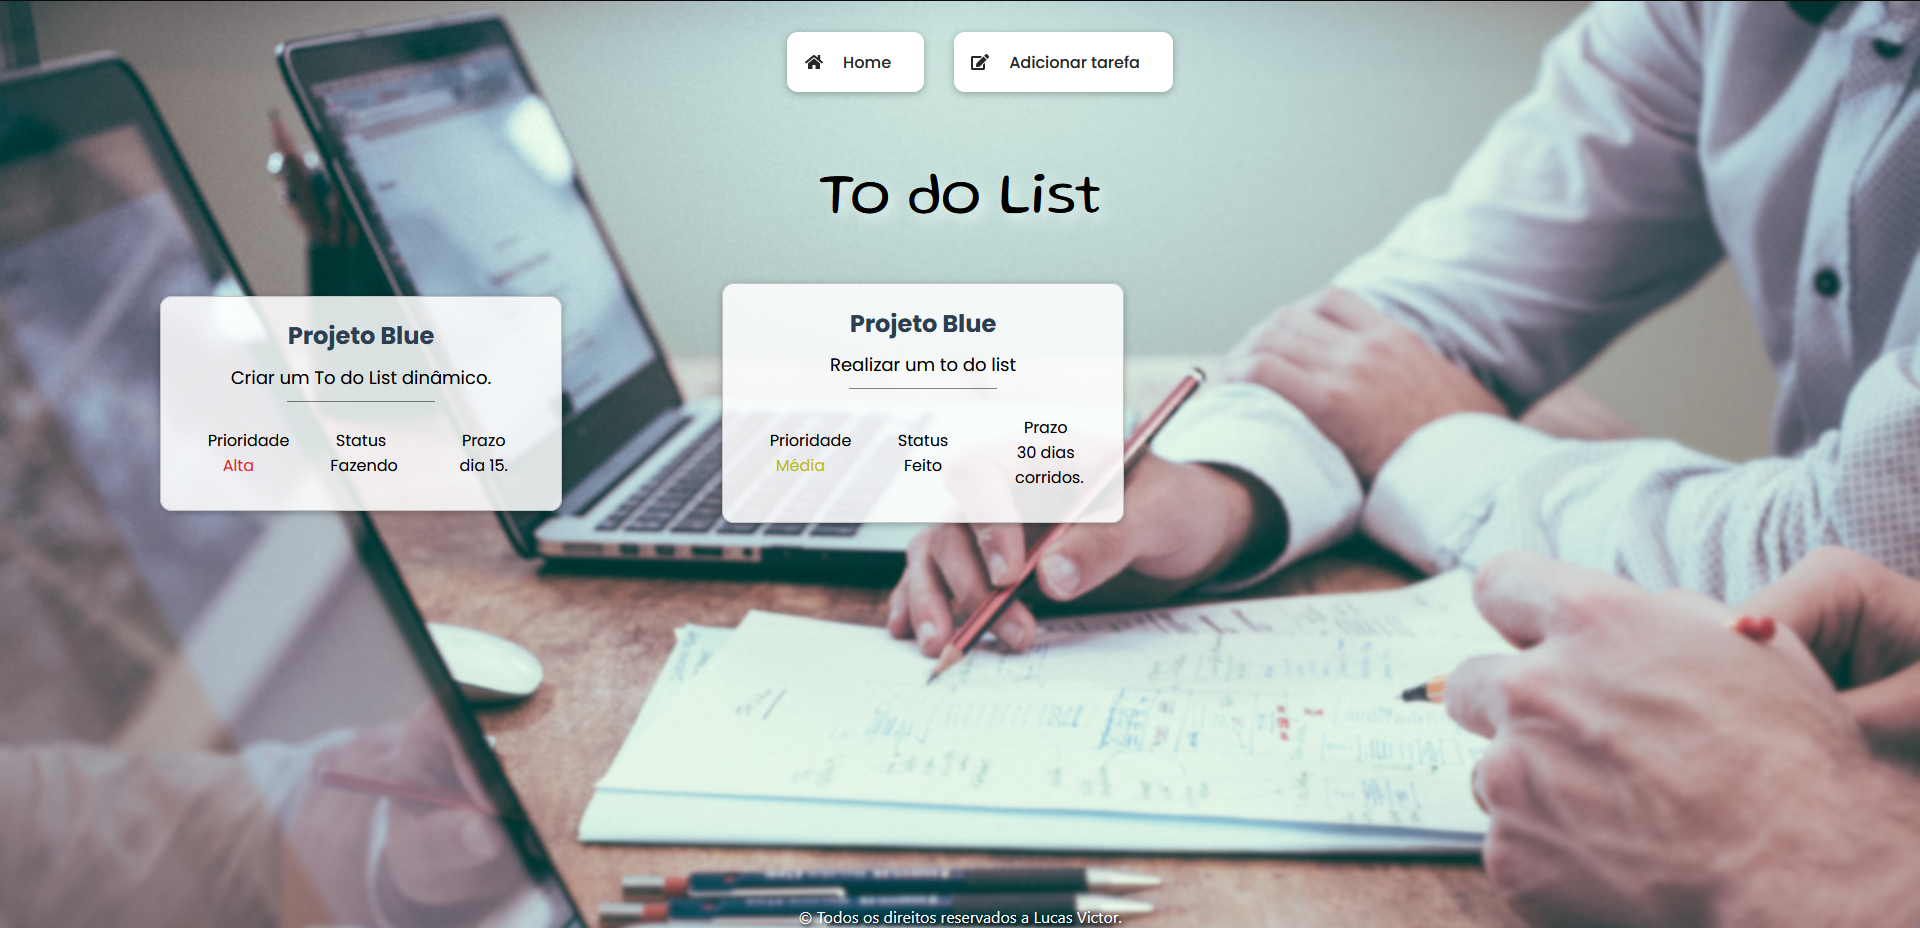 Home
Adicionar tarefa
To do List
Projeto Blue
Criar um To do List dinâmico.
Prioridade
Alta
Status
Fazendo
Prazo
dia 15.
Projeto Blue
Realizar um to do list
Prioridade
Média
Status
Feito
Prazo
30 dias
corridos.
© Todos os direitos reservados a Lucas Victor.